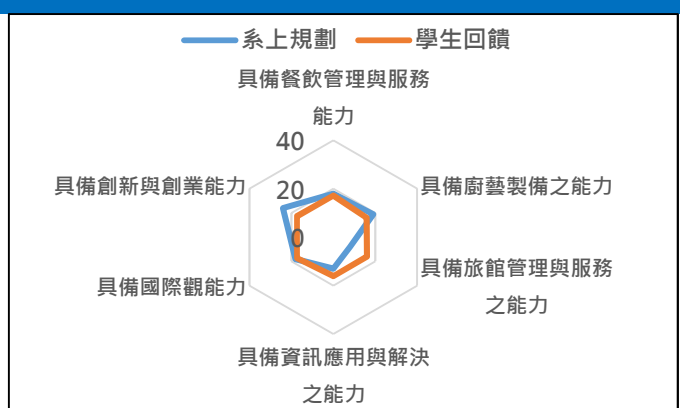 系上規劃 學生回饋
具備餐飲管理與服務
能力
40
具備創新與創業能力 20 具備廚藝製備之能力
0
具備旅館管理與服務
之能力
具備國際觀能力
具備資訊應用與解決
之能力